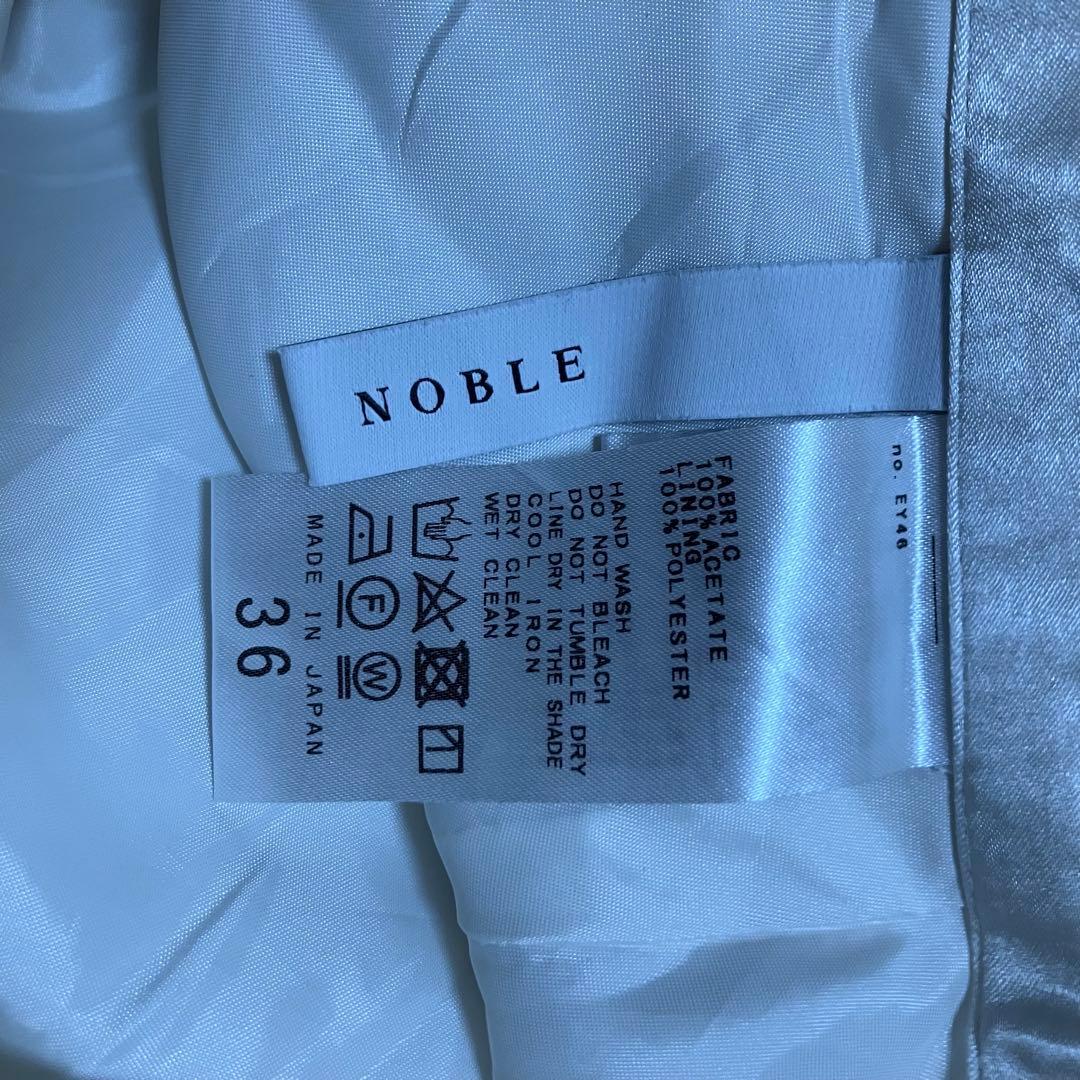 NOBLE
no. EY46
FABRIC
100% ACETATE
LINING
100% POLYESTER
HAND WASH
DO NOT BLEACH
DO NOT TUMBLE DRY
LINE DRY IN THE SHADE
COOL IRON
DRY CLEAN
WET CLEAN
F W
MADE IN JAPAN
36